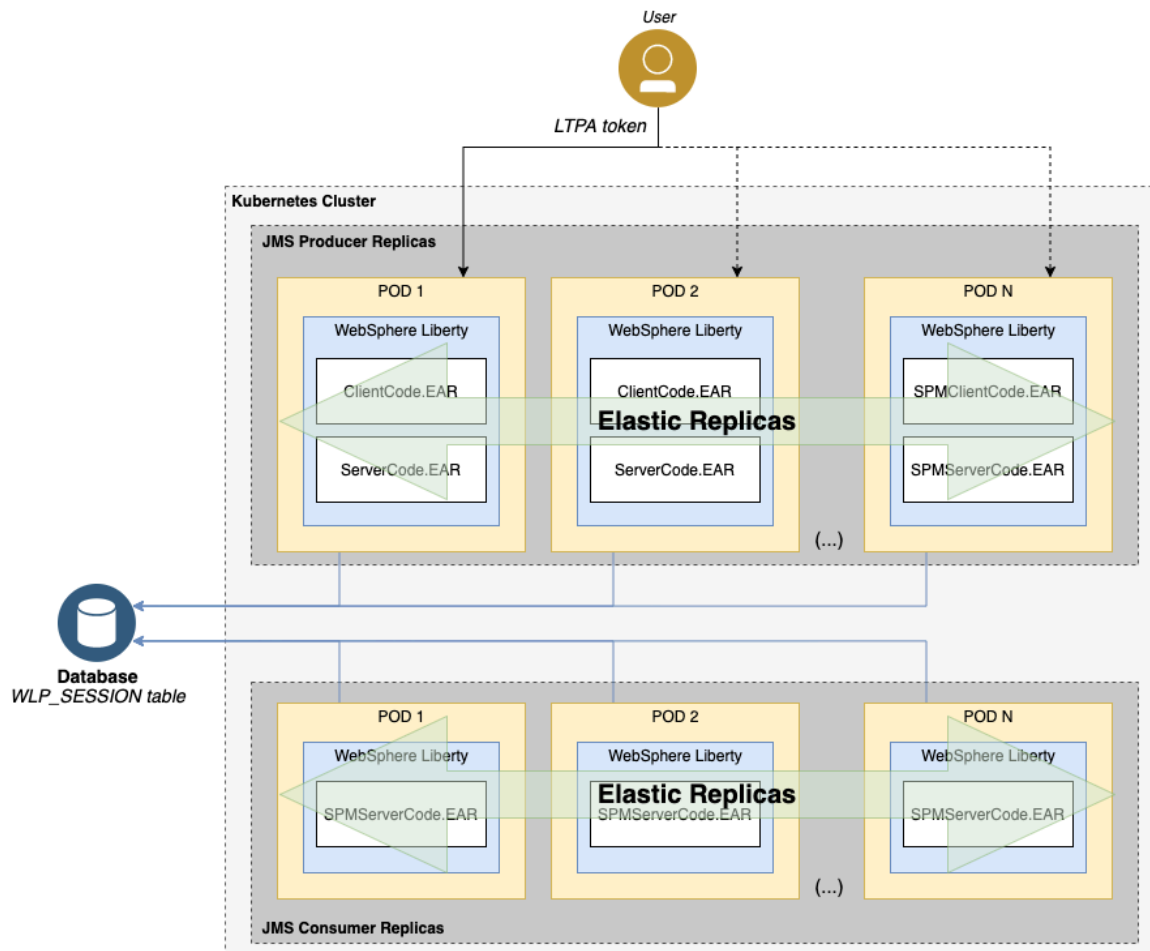 User
LTPA token
Kubernetes Cluster
JMS Producer Replicas
POD 1
POD 2
POD N
WebSphere Liberty
WebSphere Liberty
WebSphere Liberty
ClientCode.EAR
ClientCode.EAR
SPMClientCode.EAR
Elastic Replicas
ServerCode.EAR
ServerCode.EAR
SPMServerCode.EAR
(...)
Database
WLP_SESSION table
POD 1
POD 2
POD N
WebSphere Liberty
WebSphere Liberty
WebSphere Liberty
Elastic Replicas
SPMServerCode.EAR
SPMServerCode.EAR
SPMServerCode.EAR
(...)
JMS Consumer Replicas